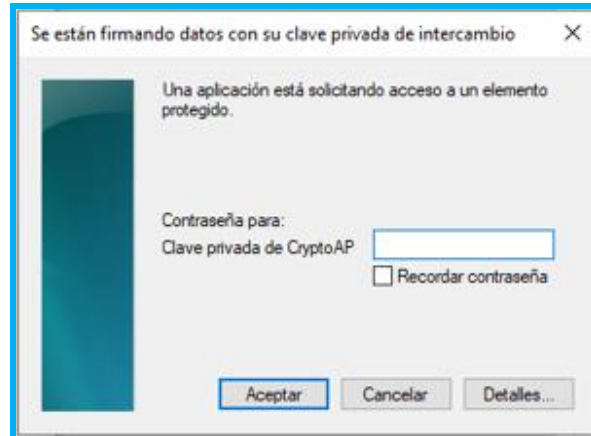 Se están firmando datos con su clave privada de intercambio
Una aplicación está solicitando acceso a un elemento
protegido.
Contraseña para:
Clave privada de CryptoAP
Recordar contraseña
Aceptar Cancelar Detalles...